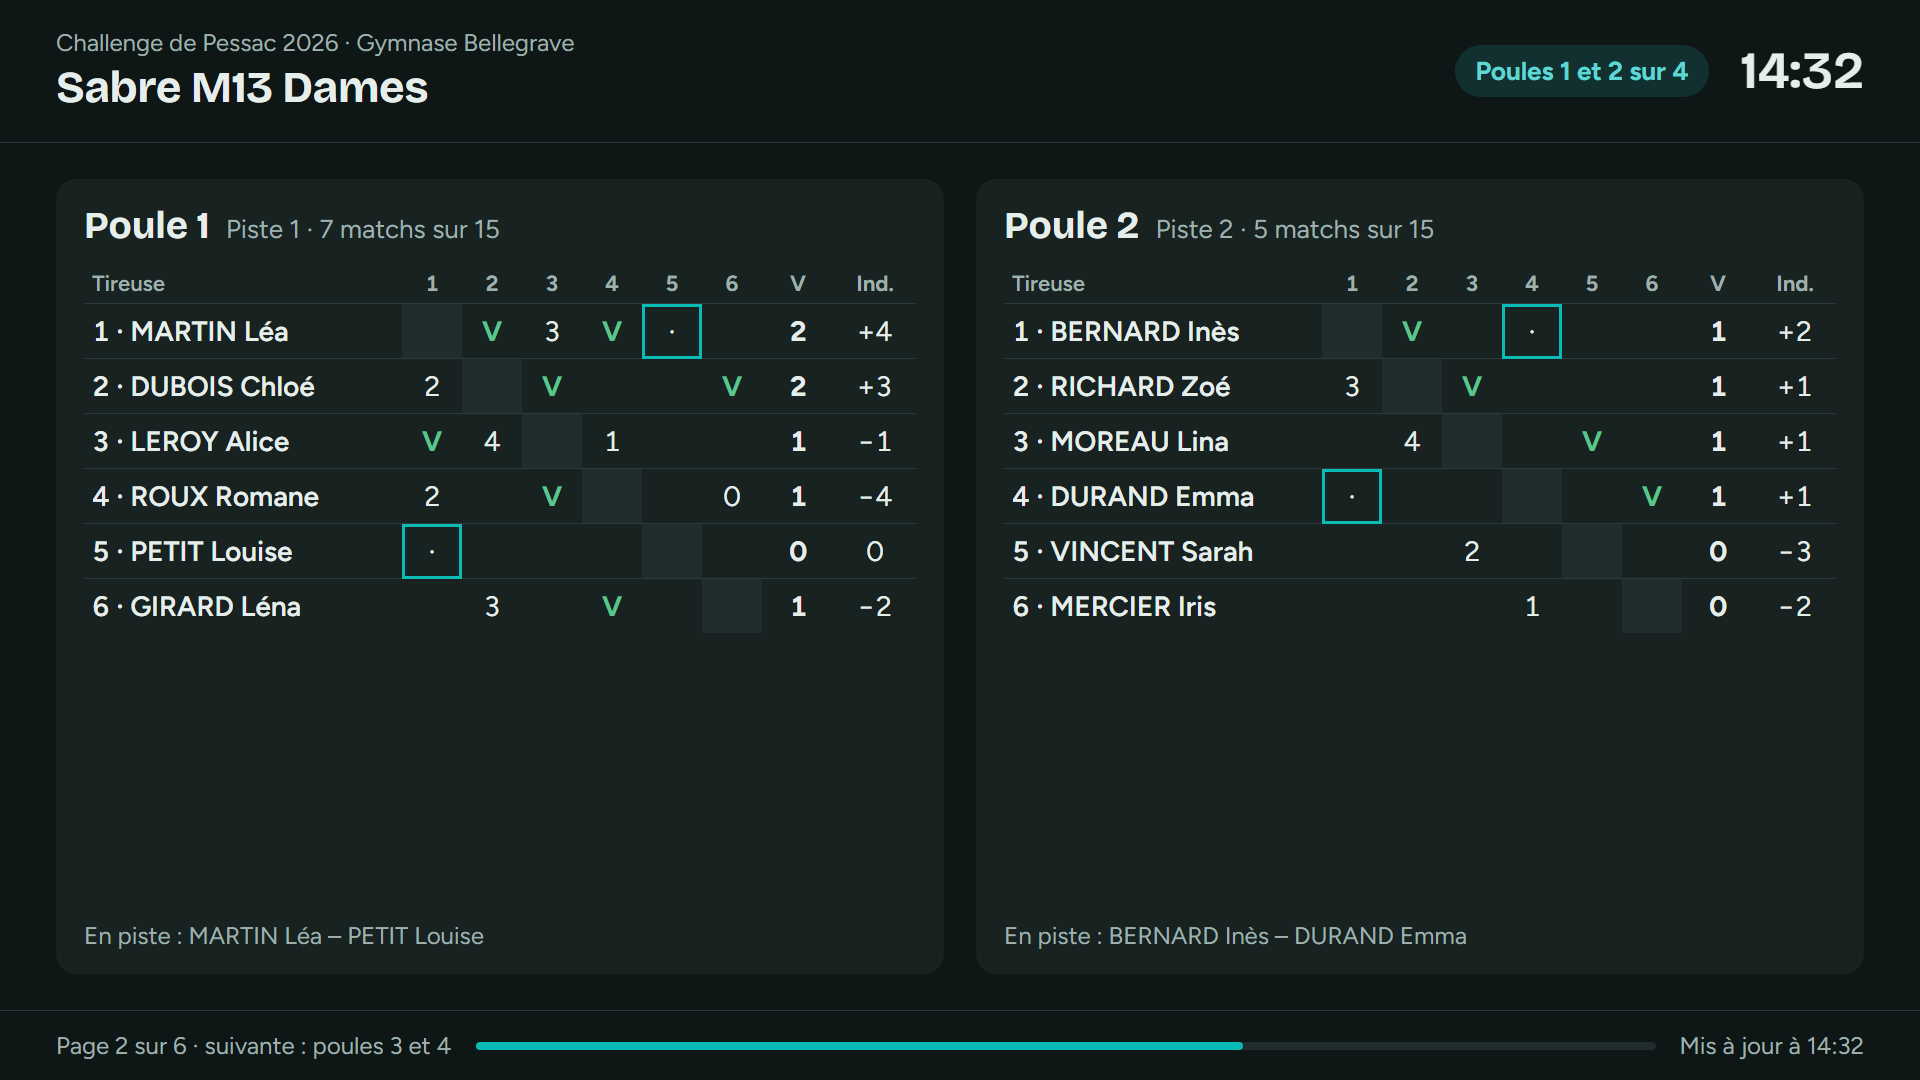 Challenge de Pessac 2026 · Gymnase Bellegrave
Sabre M13 Dames
Poules 1 et 2 sur 4
14:32
Poule 1 Piste 1 · 7 matchs sur 15
Tireuse 1 2 3 4 5 6 V Ind.
1 · MARTIN Léa V 3 V · 2 +4
2 · DUBOIS Chloé 2 V V 2 +3
3 · LEROY Alice V 4 1 1 −1
4 · ROUX Romane 2 V 0 1 −4
5 · PETIT Louise · 0 0
6 · GIRARD Léna 3 V 1 −2
En piste : MARTIN Léa – PETIT Louise
Poule 2 Piste 2 · 5 matchs sur 15
Tireuse 1 2 3 4 5 6 V Ind.
1 · BERNARD Inès V · 1 +2
2 · RICHARD Zoé 3 V 1 +1
3 · MOREAU Lina 4 V 1 +1
4 · DURAND Emma · V 1 +1
5 · VINCENT Sarah 2 0 −3
6 · MERCIER Iris 1 0 −2
En piste : BERNARD Inès – DURAND Emma
Page 2 sur 6 · suivante : poules 3 et 4
Mis à jour à 14:32